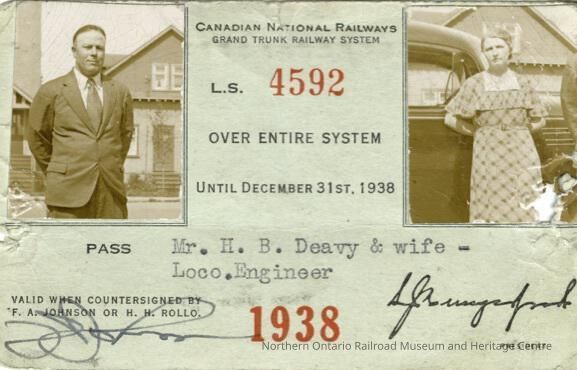 CANADIAN NATIONAL RAILWAYS
GRAND TRUNK RAILWAY SYSTEM
L.S. 4592
OVER ENTIRE SYSTEM
UNTIL DECEMBER 31ST, 1938
PASS Mr. H. B. Deavy & wife -
Loco.Engineer
VALID WHEN COUNTERSIGNED BY
F. A. JOHNSON OR H. H. ROLLO.
1938
Northern Ontario Railroad Museum and Heritage Centre